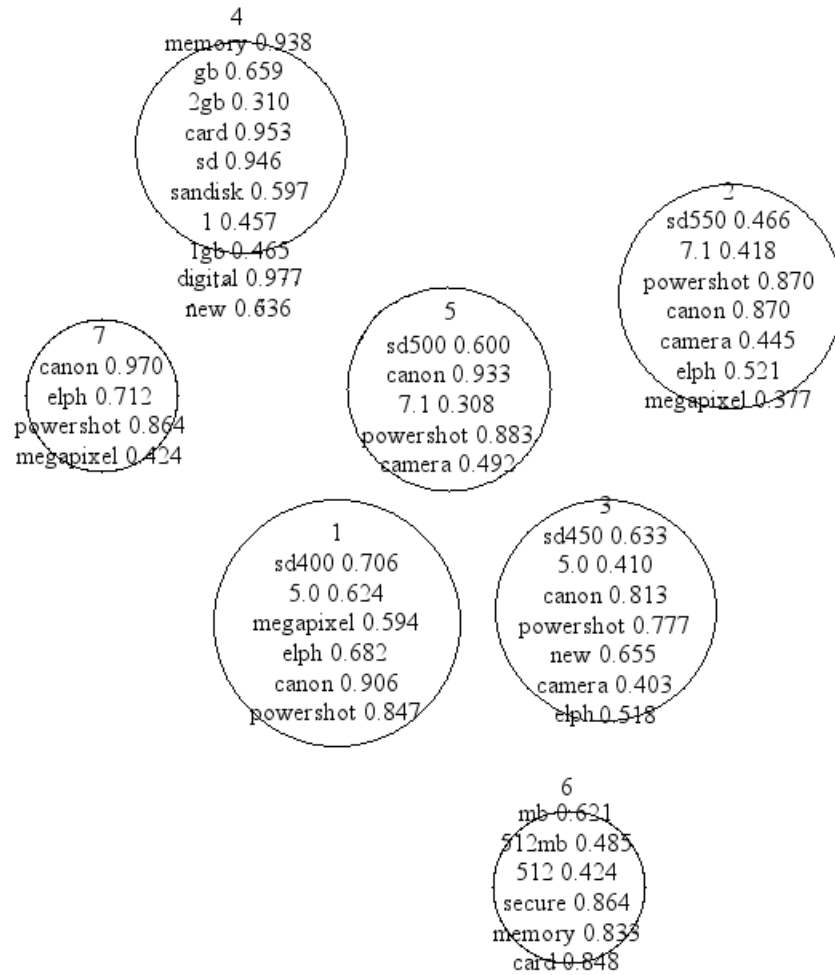 4
memory 0.938
gb 0.659
2gb 0.310
card 0.953
sd 0.946
sandisk 0.597
1 0.457
1gb 0.465
digital 0.977
new 0.636
2
sd550 0.466
7.1 0.418
powershot 0.870
canon 0.870
camera 0.445
elph 0.521
megapixel 0.377
7
canon 0.970
elph 0.712
powershot 0.864
megapixel 0.424
5
sd500 0.600
canon 0.933
7.1 0.308
powershot 0.883
camera 0.492
1
sd400 0.706
5.0 0.624
megapixel 0.594
elph 0.682
canon 0.906
powershot 0.847
3
sd450 0.633
5.0 0.410
canon 0.813
powershot 0.777
new 0.655
camera 0.403
elph 0.518
6
mb 0.621
512mb 0.485
512 0.424
secure 0.864
memory 0.833
card 0.848